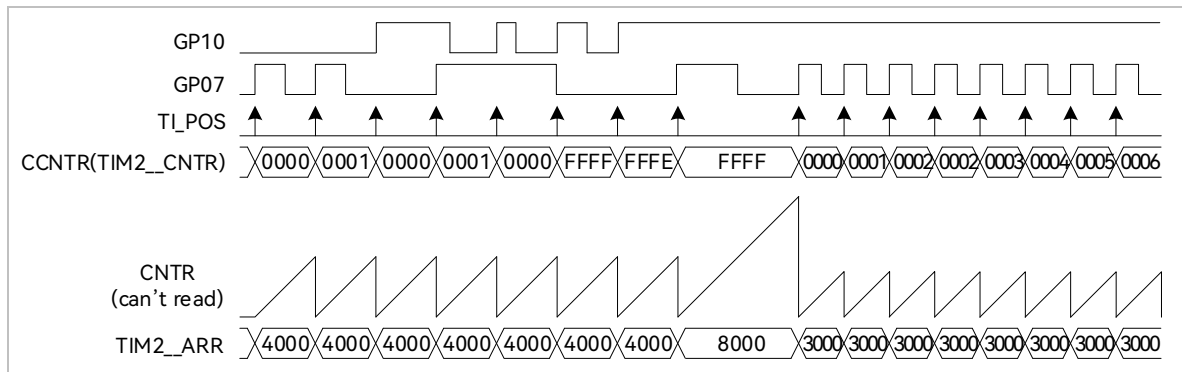 GP10
GP07
TI_POS
CCNTR(TIM2__CNTR) 0000 0001 0000 0001 0000 FFFF FFFE FFFF 0000 0001 0002 0002 0003 0004 0005 0006
CNTR
(can't read)
TIM2__ARR 4000 4000 4000 4000 4000 4000 4000 8000 3000 3000 3000 3000 3000 3000 3000 3000